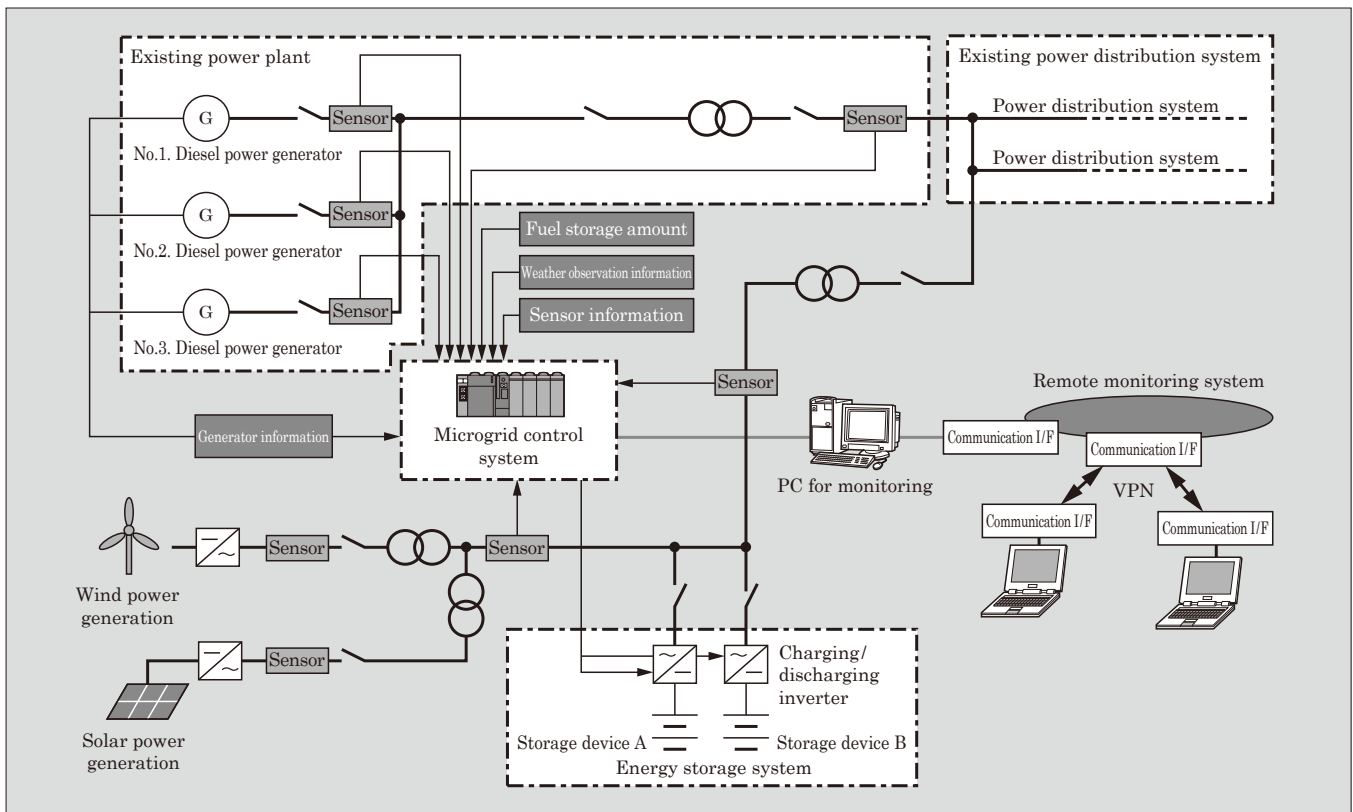 Existing power plant
Existing power distribution system
G
Sensor
No.1. Diesel power generator
Sensor
Power distribution system
Power distribution system
G
Sensor
No.2. Diesel power generator
G
Sensor
No.3. Diesel power generator
Fuel storage amount
Weather observation information
Sensor information
Microgrid control
system
Generator information
Sensor
PC for monitoring
Remote monitoring system
Communication I/F
Communication I/F
VPN
Communication I/F
Communication I/F
Wind power
generation
Sensor
Sensor
Solar power
generation
Sensor
Charging/
discharging
inverter
Storage device A
Storage device B
Energy storage system